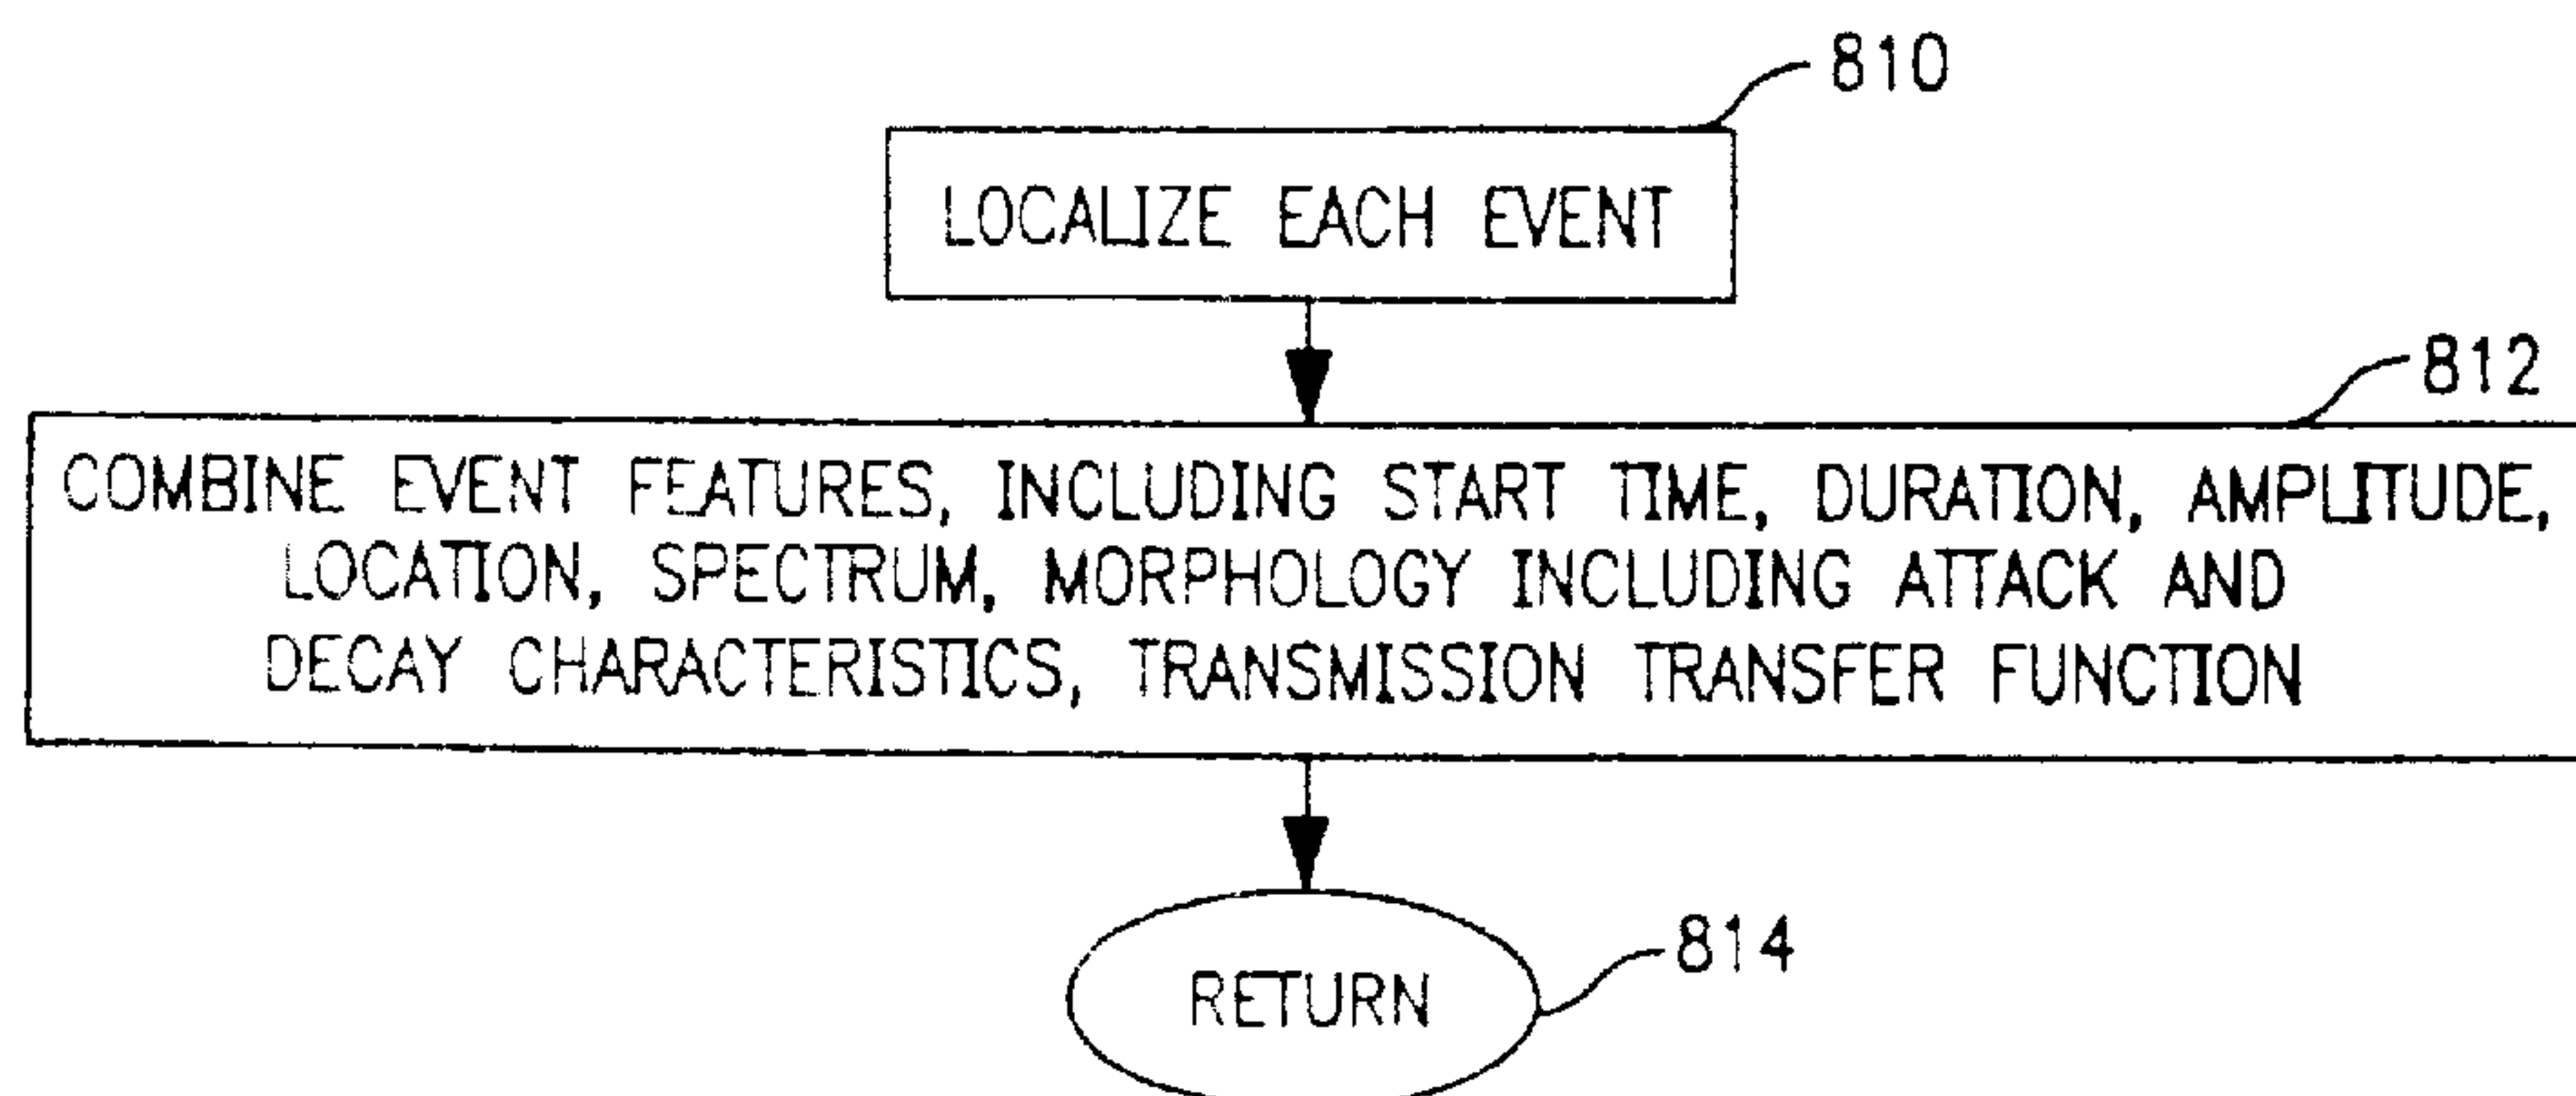 810
LOCALIZE EACH EVENT
812
COMBINE EVENT FEATURES, INCLUDING START TIME, DURATION, AMPLITUDE,
LOCATION, SPECTRUM, MORPHOLOGY INCLUDING ATTACK AND
DECAY CHARACTERISTICS, TRANSMISSION TRANSFER FUNCTION
814
RETURN